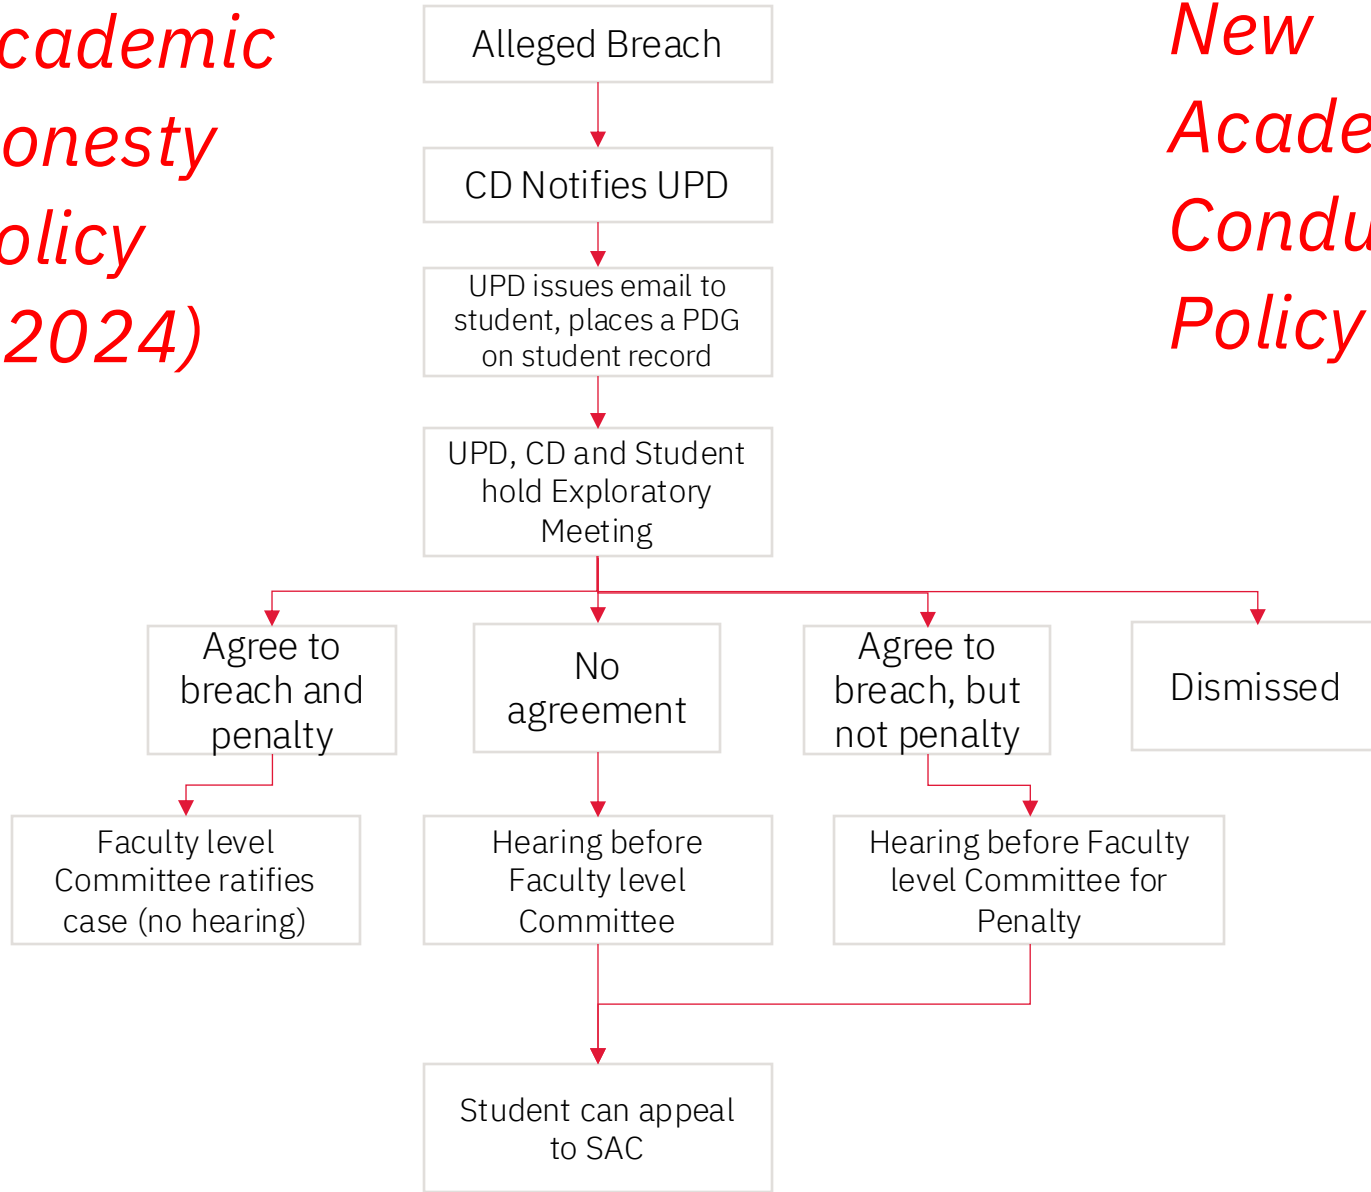 cademic
onesty
olicy
2024)
New
Acade
Condu
Policy
Alleged Breach
CD Notifies UPD
UPD issues email to
student, places a PDG
on student record
UPD, CD and Student
hold Exploratory
Meeting
Agree to
breach and
penalty
No
agreement
Agree to
breach, but
not penalty
Dismissed
Faculty level
Committee ratifies
case (no hearing)
Hearing before
Faculty level
Committee
Hearing before Faculty
level Committee for
Penalty
Student can appeal
to SAC